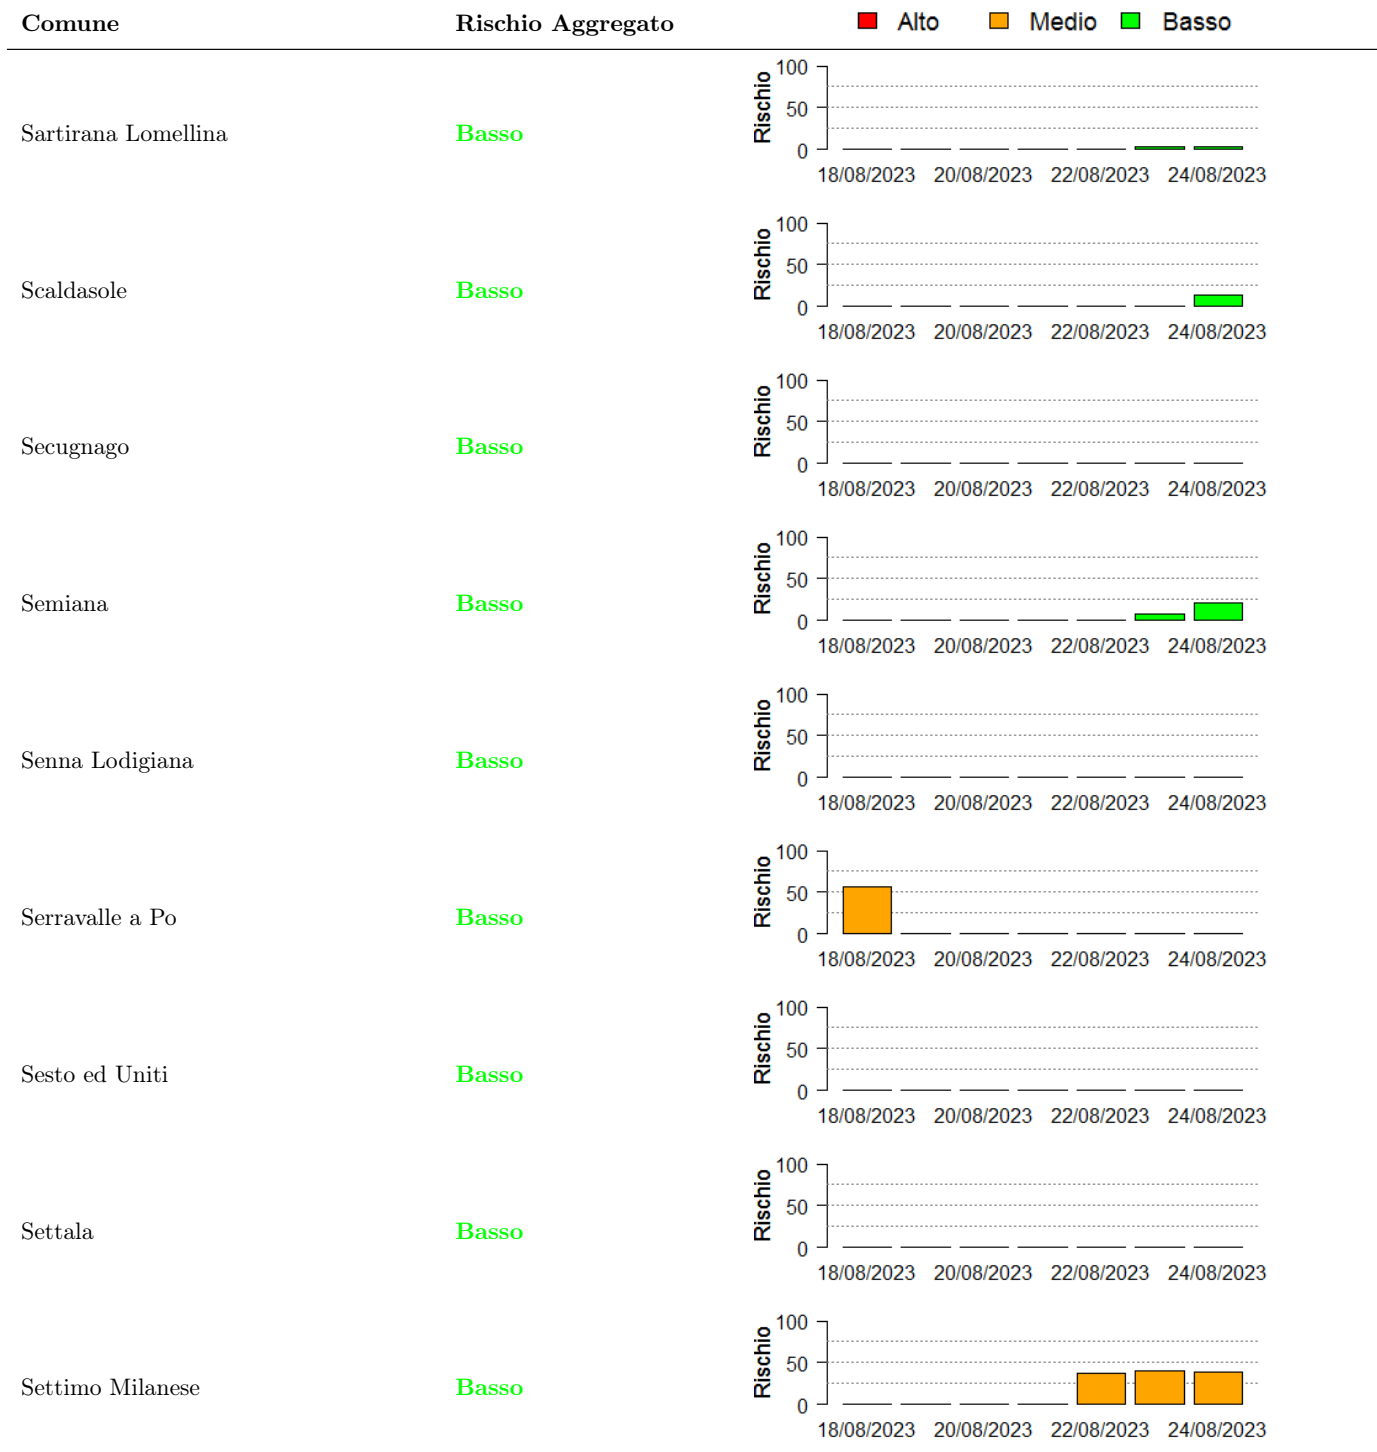 Comune Rischio Aggregato Alto Medio Basso
Sartirana Lomellina Basso Rischio 100 50 0
18/08/2023 20/08/2023 22/08/2023 24/08/2023
Scaldasole Basso Rischio 100 50 0
18/08/2023 20/08/2023 22/08/2023 24/08/2023
Secugnago Basso Rischio 100 50 0
18/08/2023 20/08/2023 22/08/2023 24/08/2023
Semiana Basso Rischio 100 50 0
18/08/2023 20/08/2023 22/08/2023 24/08/2023
Senna Lodigiana Basso Rischio 100 50 0
18/08/2023 20/08/2023 22/08/2023 24/08/2023
Serravalle a Po Basso Rischio 100 50 0
18/08/2023 20/08/2023 22/08/2023 24/08/2023
Sesto ed Uniti Basso Rischio 100 50 0
18/08/2023 20/08/2023 22/08/2023 24/08/2023
Settala Basso Rischio 100 50 0
18/08/2023 20/08/2023 22/08/2023 24/08/2023
Settimo Milanese Basso Rischio 100 50 0
18/08/2023 20/08/2023 22/08/2023 24/08/2023